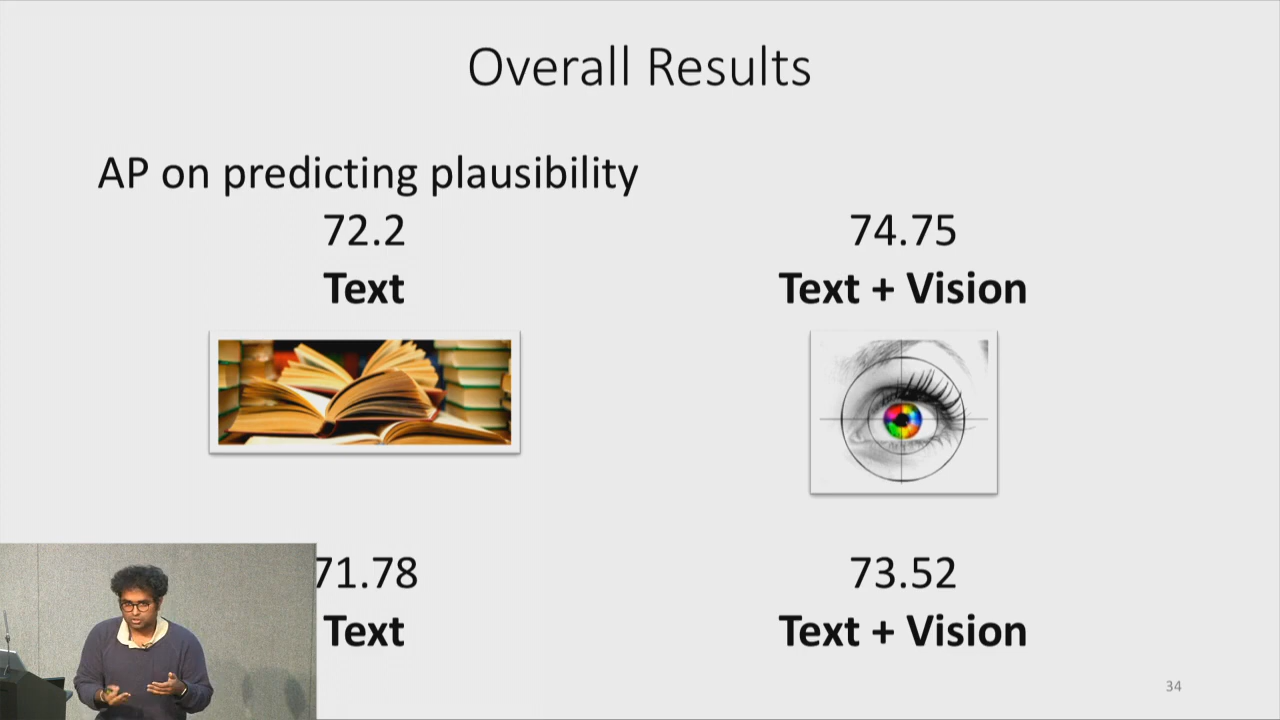 Overall Results
AP on predicting plausibility
72.2
74.75
Text
Text + Vision
71.78
73.52
Text
Text + Vision
34